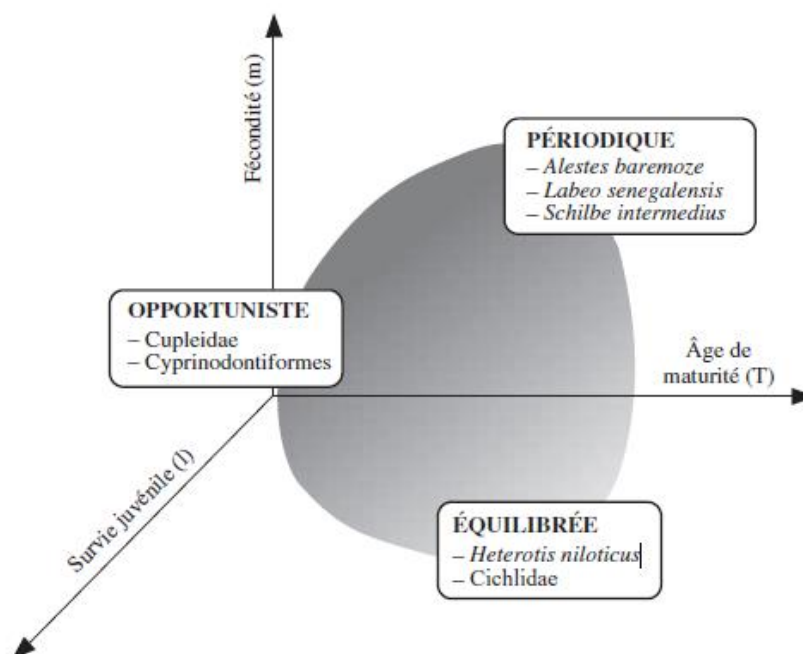 Fécondité (m)
PÉRIODIQUE
– Alestes baremoze
– Labeo senegalensis
– Schilbe intermedius
OPPORTUNISTE
– Cupleidae
– Cyprinodontiformes
Âge de
maturité (T)
Survie juvénile (l)
ÉQUILIBRÉE
– Heterotis niloticus
– Cichlidae